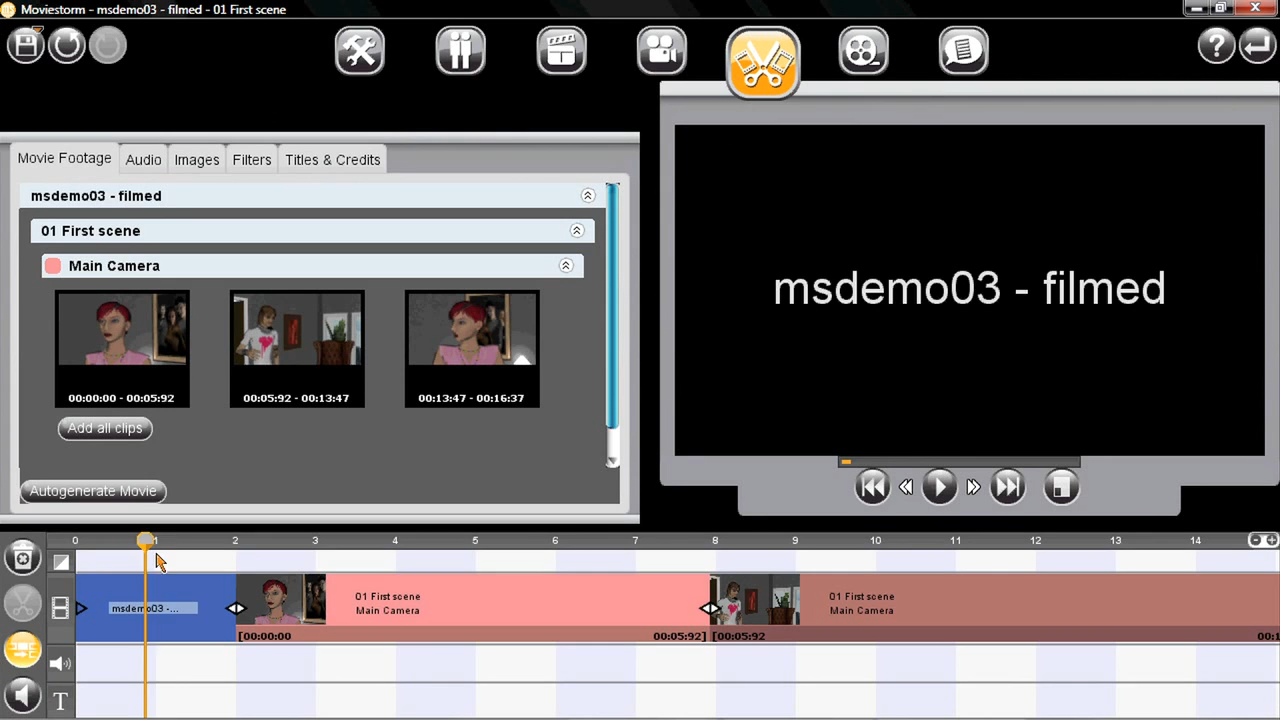 Moviestorm - msdemo03 - filmed - 01 First scene
Movie Footage Audio Images Filters Titles & Credits
msdemo03 - filmed
01 First scene
Main Camera
00:00:00 - 00:05:92 00:05:92 - 00:13:47 00:13:47 - 00:16:37
Add all clips
Autogenerate Movie
msdemo03 - filmed
0 1 2 3 4 5 6 7 8 9 10 11 12 13 14
msdemo03 -...
01 First scene
Main Camera
[00:00:00 00:05:92]
01 First scene
Main Camera
[00:05:92 00:1
T